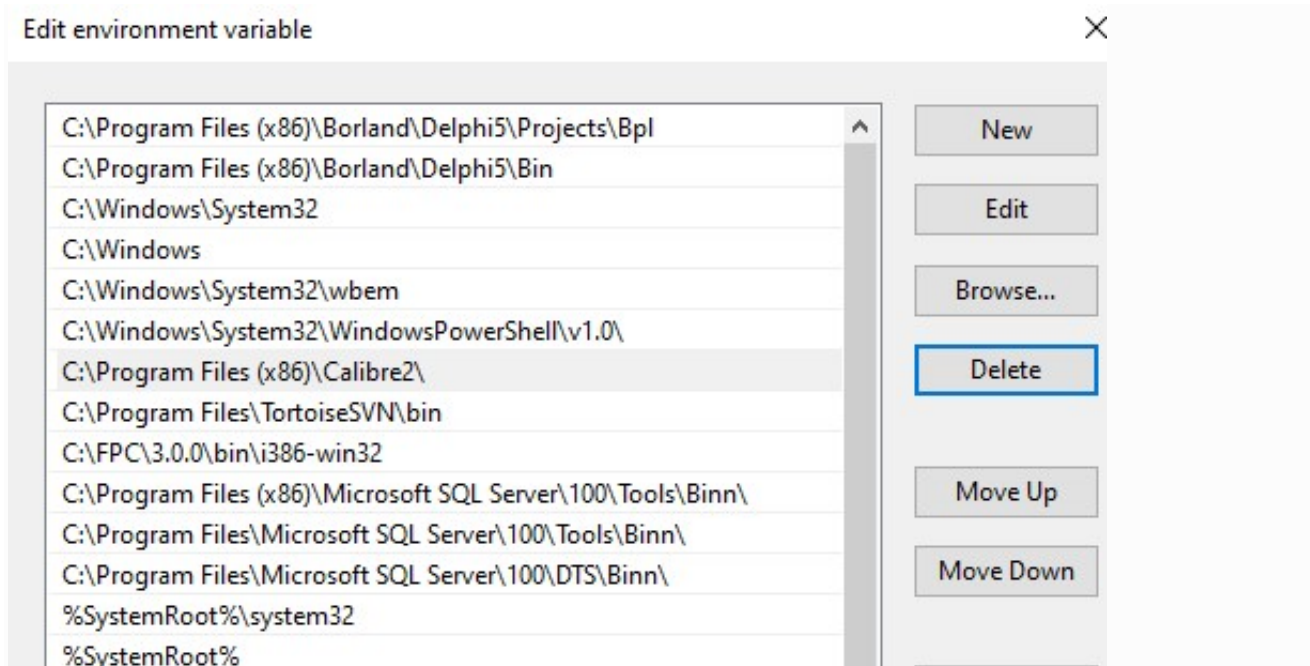 Edit environment variable
C:\Program Files (x86)\Borland\Delphi5\Projects\Bpl
C:\Program Files (x86)\Borland\Delphi5\Bin
C:\Windows\System32
C:\Windows
C:\Windows\System32\wbem
C:\Windows\System32\WindowsPowerShell\v1.0\
C:\Program Files (x86)\Calibre2\
C:\Program Files\TortoiseSVN\bin
C:\FPC\3.0.0\bin\i386-win32
C:\Program Files (x86)\Microsoft SQL Server\100\Tools\Binn\
C:\Program Files\Microsoft SQL Server\100\Tools\Binn\
C:\Program Files\Microsoft SQL Server\100\DTS\Binn\
%SystemRoot%\system32
%SystemRoot%
New
Edit
Browse...
Delete
Move Up
Move Down